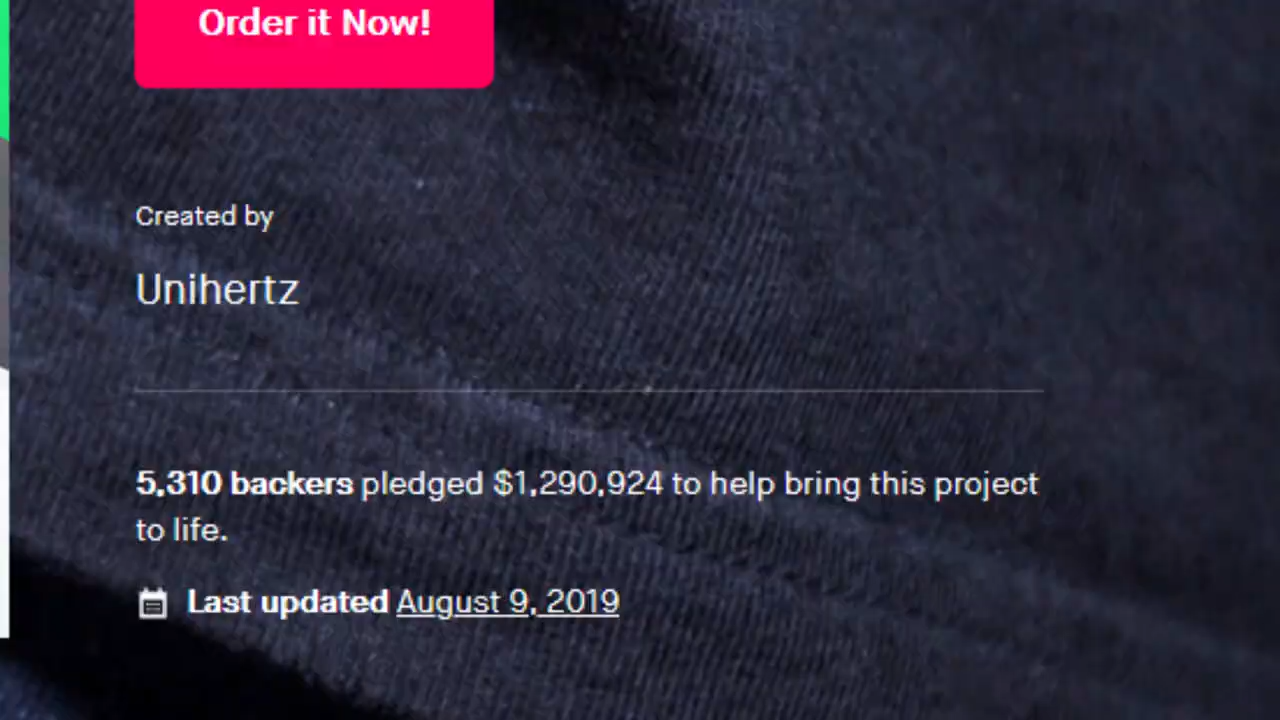 Order it Now!
Created by
Unihertz
5,310 backers pledged $1,290,924 to help bring this project
to life.
Last updated August 9, 2019